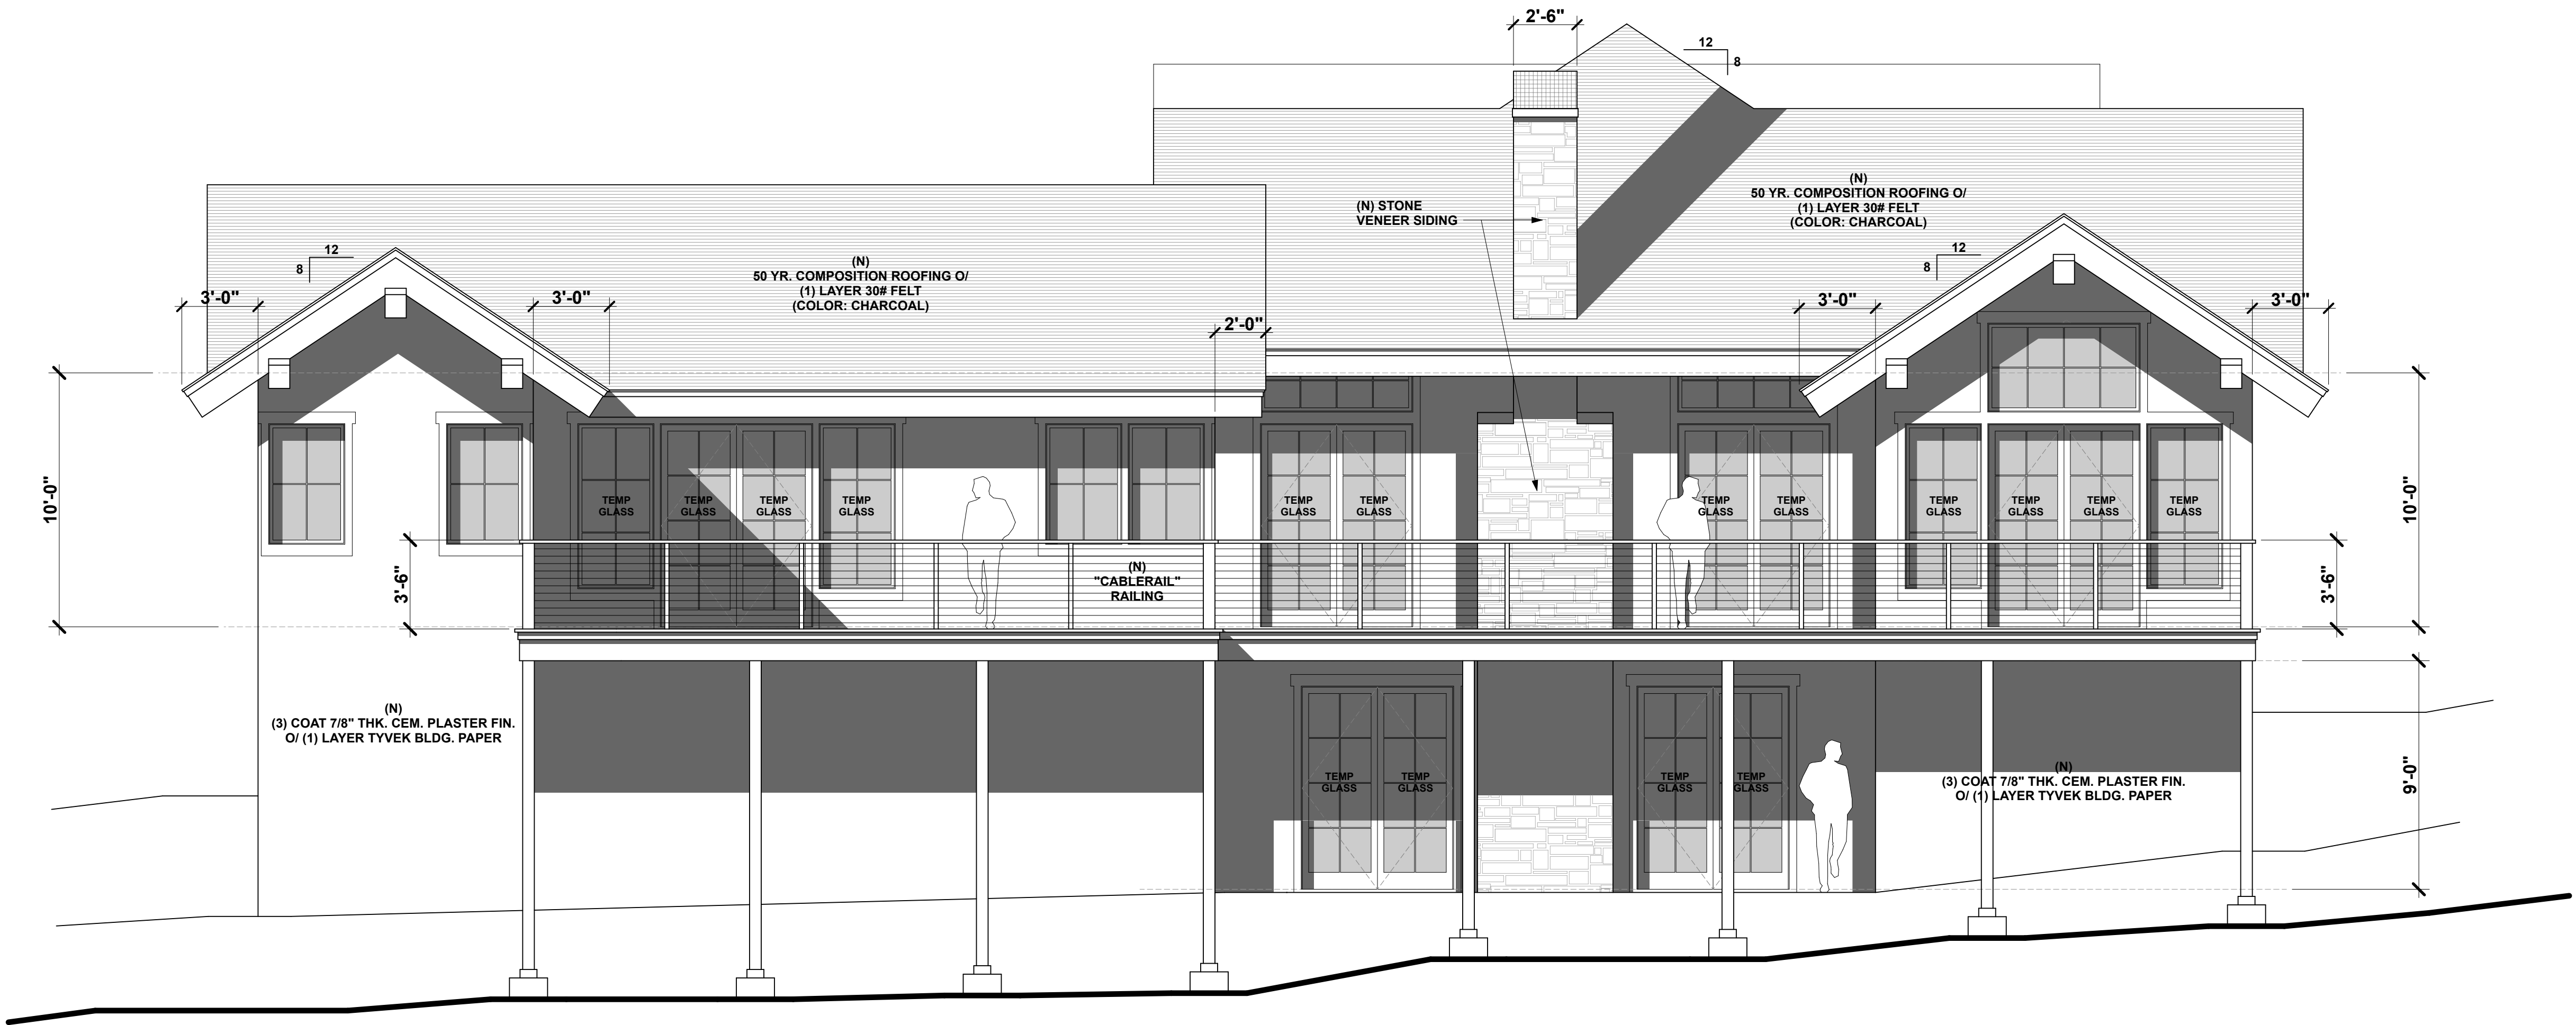 2'-6"
12
8
(N)
50 YR. COMPOSITION ROOFING O/
(1) LAYER 30# FELT
(COLOR: CHARCOAL)
(N) STONE
VENEER SIDING
12
8
12
8
(N)
50 YR. COMPOSITION ROOFING O/
(1) LAYER 30# FELT
(COLOR: CHARCOAL)
3'-0"
3'-0"
2'-0"
3'-0"
3'-0"
10'-0"
10'-0"
TEMP
GLASS
TEMP
GLASS
TEMP
GLASS
TEMP
GLASS
TEMP
GLASS
TEMP
GLASS
TEMP
GLASS
TEMP
GLASS
TEMP
GLASS
TEMP
GLASS
TEMP
GLASS
TEMP
GLASS
3'-6"
(N)
"CABLERAIL"
RAILING
3'-6"
(N)
(3) COAT 7/8" THK. CEM. PLASTER FIN.
O/ (1) LAYER TYVEK BLDG. PAPER
TEMP
GLASS
TEMP
GLASS
TEMP
GLASS
TEMP
GLASS
(N)
(3) COAT 7/8" THK. CEM. PLASTER FIN.
O/ (1) LAYER TYVEK BLDG. PAPER
9'-0"